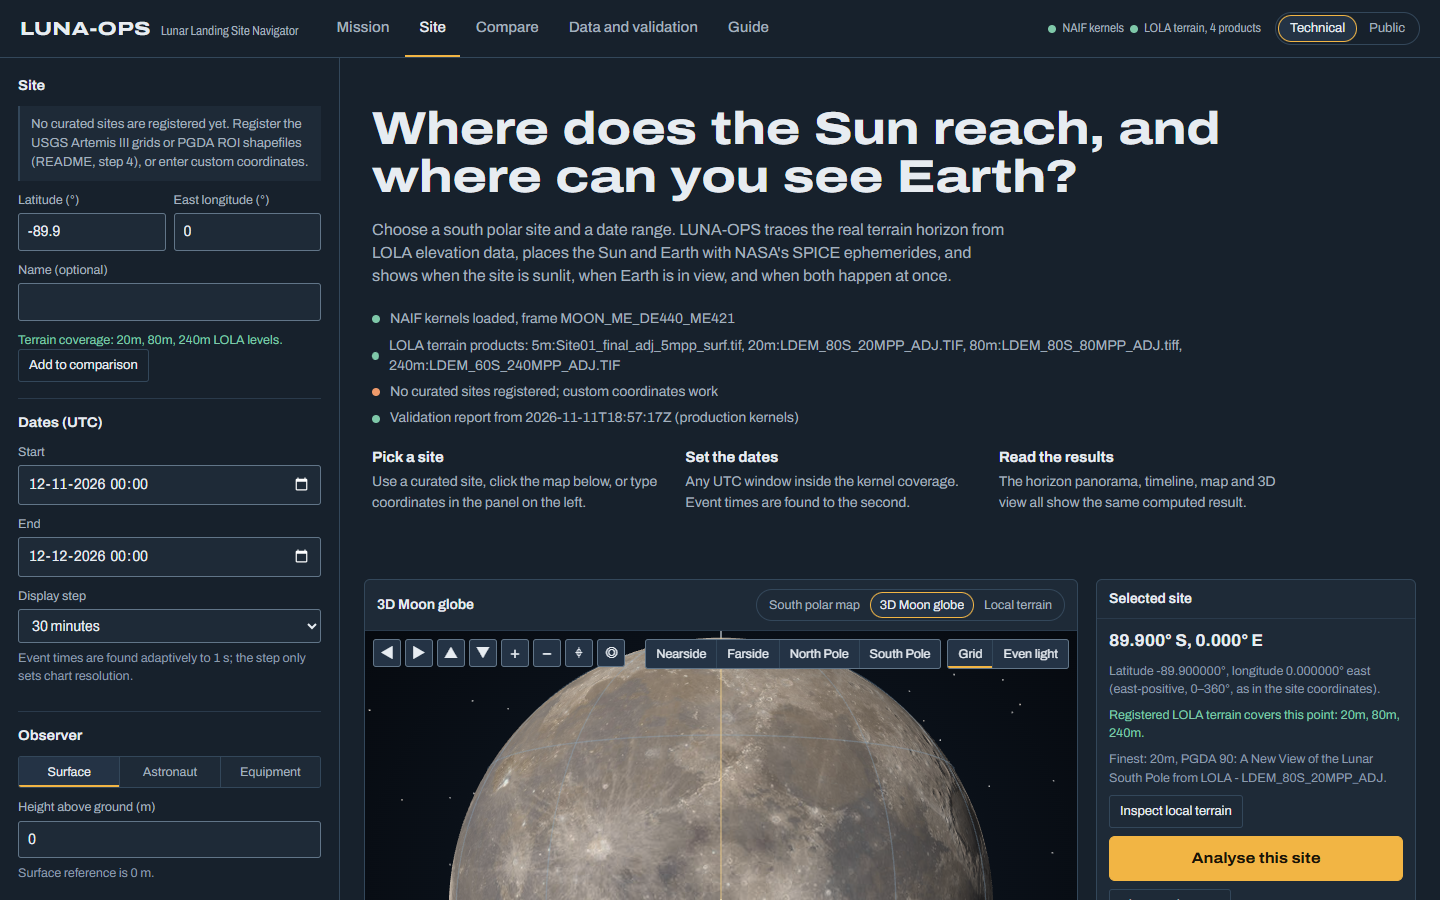 LUNA-OPS Lunar Landing Site Navigator
Mission
Site
Compare
Data and validation
Guide
NAIF kernels
LOLA terrain, 4 products
Technical
Public
Site
No curated sites are registered yet. Register the
USGS Artemis III grids or PGDA ROI shapefiles
(README, step 4), or enter custom coordinates.
Latitude (°)
East longitude (°)
-89.9
0
Name (optional)
Terrain coverage: 20m, 80m, 240m LOLA levels.
Add to comparison
Dates (UTC)
Start
12-11-2026 00:00
End
12-12-2026 00:00
Display step
30 minutes
Event times are found adaptively to 1 s; the step only
sets chart resolution.
Observer
Surface
Astronaut
Equipment
Height above ground (m)
0
Surface reference is 0 m.
Where does the Sun reach, and
where can you see Earth?
Choose a south polar site and a date range. LUNA-OPS traces the real terrain horizon from
LOLA elevation data, places the Sun and Earth with NASA's SPICE ephemerides, and
shows when the site is sunlit, when Earth is in view, and when both happen at once.
NAIF kernels loaded, frame MOON_ME_DE440_ME421
LOLA terrain products: 5m:Site01_final_adj_5mpp_surf.tif, 20m:LDEM_80S_20MPP_ADJ.TIF, 80m:LDEM_80S_80MPP_ADJ.tiff,
240m:LDEM_60S_240MPP_ADJ.TIF
No curated sites registered; custom coordinates work
Validation report from 2026-11-11T18:57:17Z (production kernels)
Pick a site
Use a curated site, click the map below, or type
coordinates in the panel on the left.
Set the dates
Any UTC window inside the kernel coverage.
Event times are found to the second.
Read the results
The horizon panorama, timeline, map and 3D
view all show the same computed result.
3D Moon globe
South polar map
3D Moon globe
Local terrain
Nearside
Farside
North Pole
South Pole
Grid
Even light
Selected site
89.900° S, 0.000° E
Latitude -89.900000°, longitude 0.000000° east
(east-positive, 0–360°, as in the site coordinates).
Registered LOLA terrain covers this point: 20m, 80m,
240m.
Finest: 20m, PGDA 90: A New View of the Lunar
South Pole from LOLA - LDEM_80S_20MPP_ADJ.
Inspect local terrain
Analyse this site